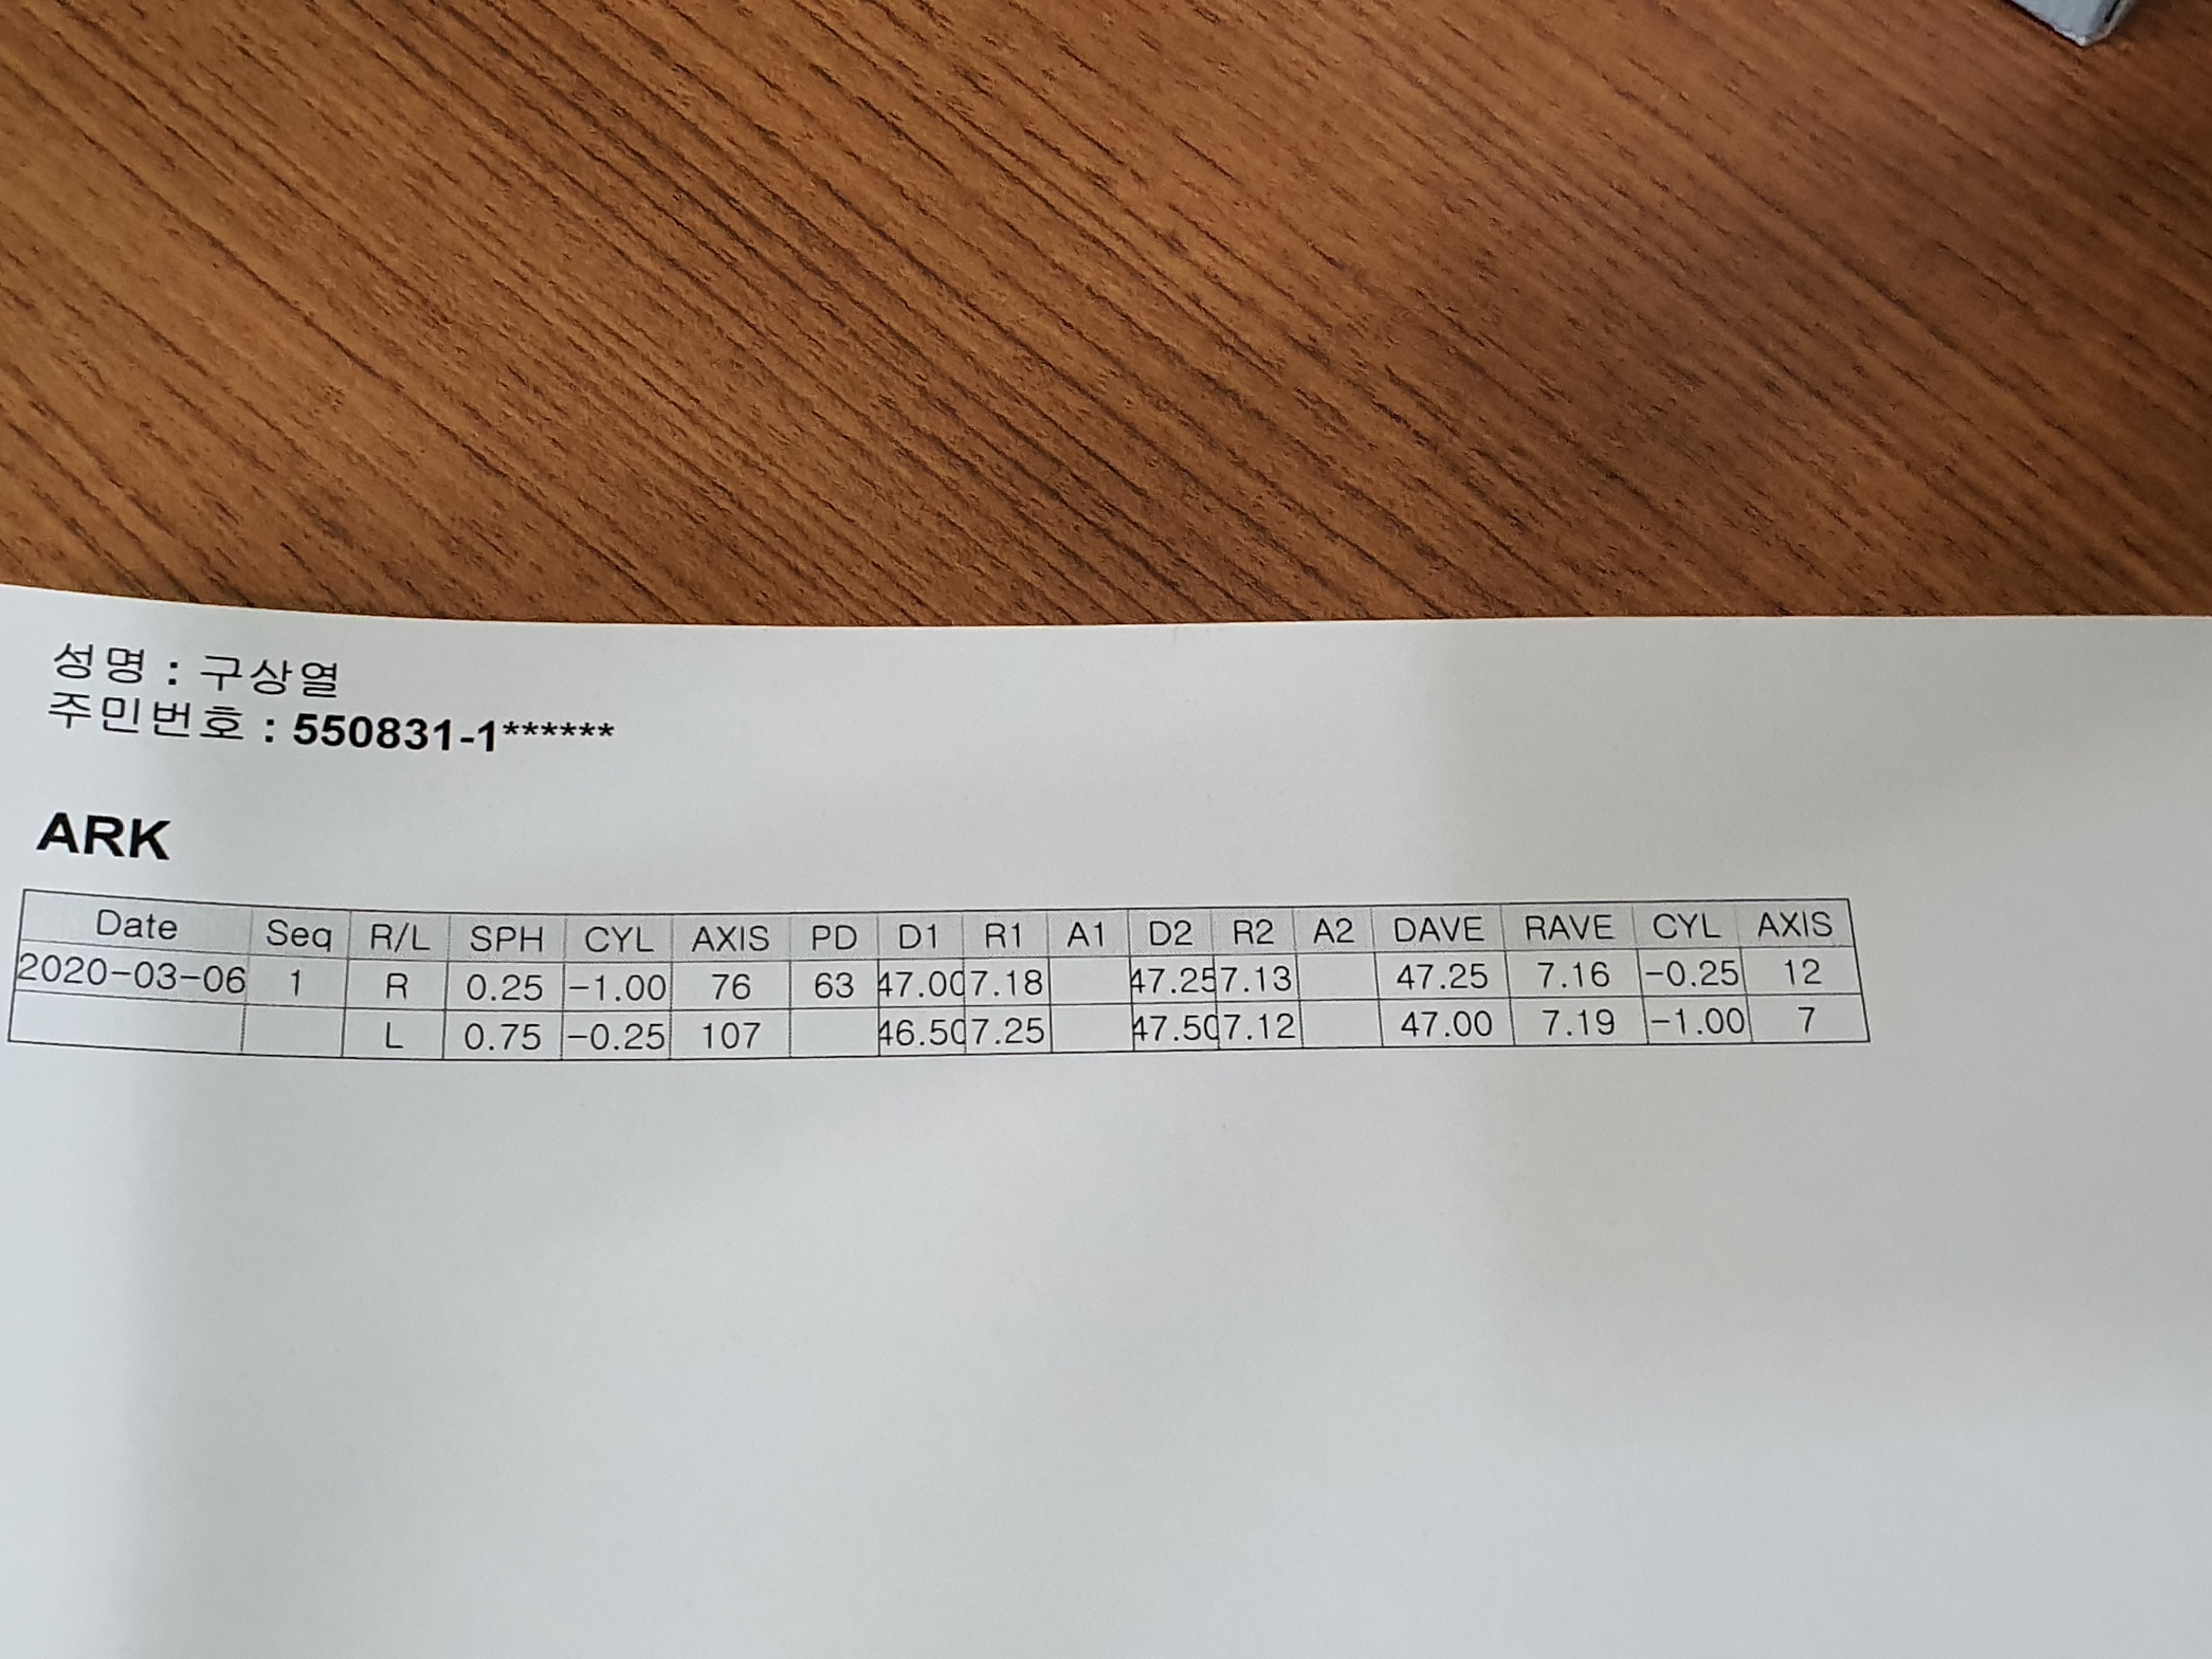 성명 : 구상열
주민번호 : 550831-1******
ARK
Date Seq R/L SPH CYL AXIS PD D1 R1 A1 D2 R2 A2 DAVE RAVE CYL AXIS
2020-03-06 1 R 0.25 -1.00 76 63 47.00 7.18 47.25 7.13 47.25 7.16 -0.25 12
L 0.75 -0.25 107 46.50 7.25 47.50 7.12 47.00 7.19 -1.00 7